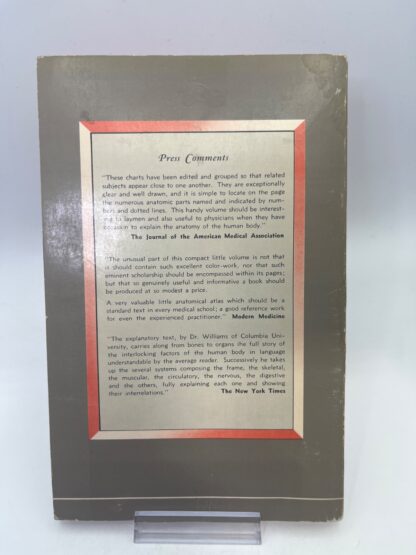 Press Comments
"These charts have been edited and grouped so that related
subjects appear close to one another. They are exceptionally
clear and well drawn, and it is simple to locate on the page
the numerous anatomic parts named and indicated by num-
bers and dotted lines. This handy volume should be interest-
ing to laymen and also useful to physicians when they have
occasion to explain the anatomy of the human body."
The Journal of the American Medical Association
"The unusual part of this compact little volume is not that
it should contain such excellent color-work, nor that such
eminent scholarship should be encompassed within its pages;
but that so genuinely useful and informative a book should
be produced at so modest a price.
A very valuable little anatomical atlas which should be a
standard text in every medical school; a good reference work
for even the experienced practitioner." Modern Medicine
"The explanatory text, by Dr. Williams of Columbia Uni-
versity, carries along from bones to organs the full story of
the interlocking factors of the human body in language
understandable by the average reader. Successively he takes
up the several systems composing the frame, the skeletal,
the muscular, the circulatory, the nervous, the digestive
and the others, fully explaining each one and showing
their interrelations." The New York Times